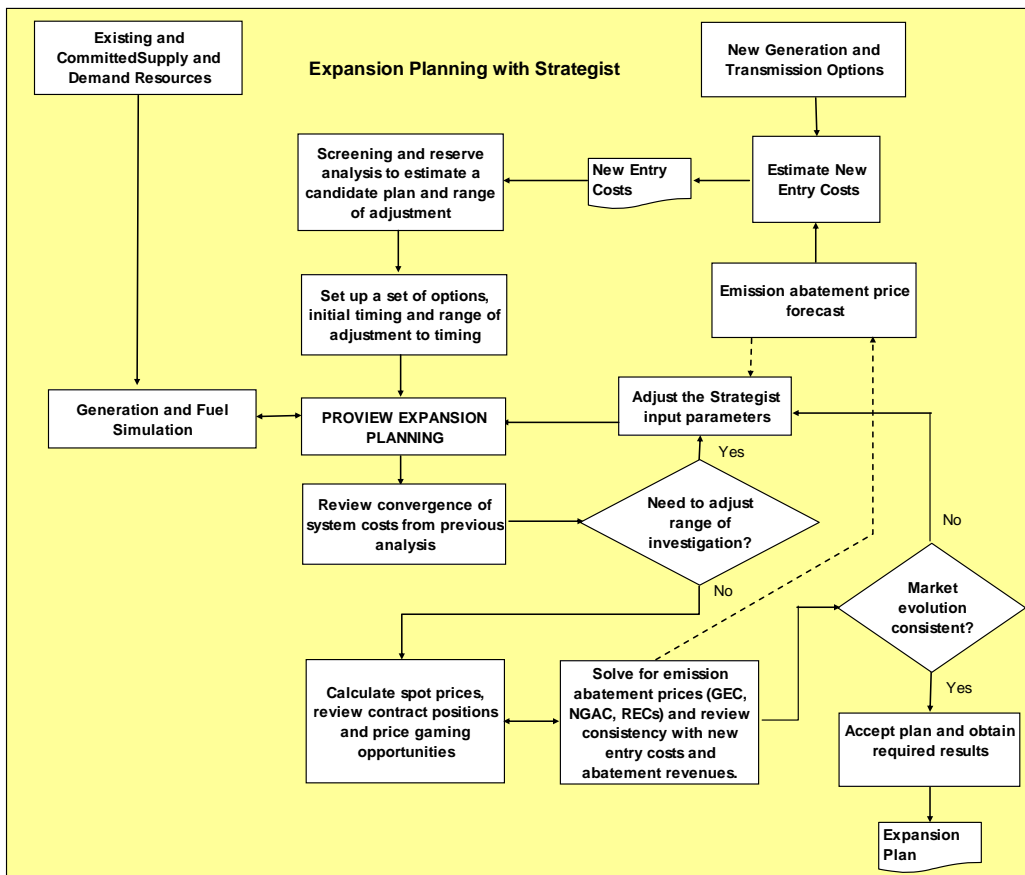 Existing and
CommittedSupply and
Demand Resources
Expansion Planning with Strategist
New Generation and
Transmission Options
Screening and reserve
analysis to estimate a
candidate plan and range
of adjustment
New Entry
Costs
Estimate New
Entry Costs
Set up a set of options,
initial timing and range of
adjustment to timing
Emission abatement price
forecast
Generation and Fuel
Simulation
PROVIEW EXPANSION
PLANNING
Adjust the Strategist
input parameters
Yes
Review convergence of
system costs from previous
analysis
Need to adjust
range of
investigation?
No
No
Market
evolution
consistent?
Yes
Calculate spot prices,
review contract positions
and price gaming
opportunities
Solve for emission
abatement prices (GEC,
NGAC, RECs) and review
consistency with new
entry costs and
abatement revenues.
Accept plan and obtain
required results
Expansion
Plan